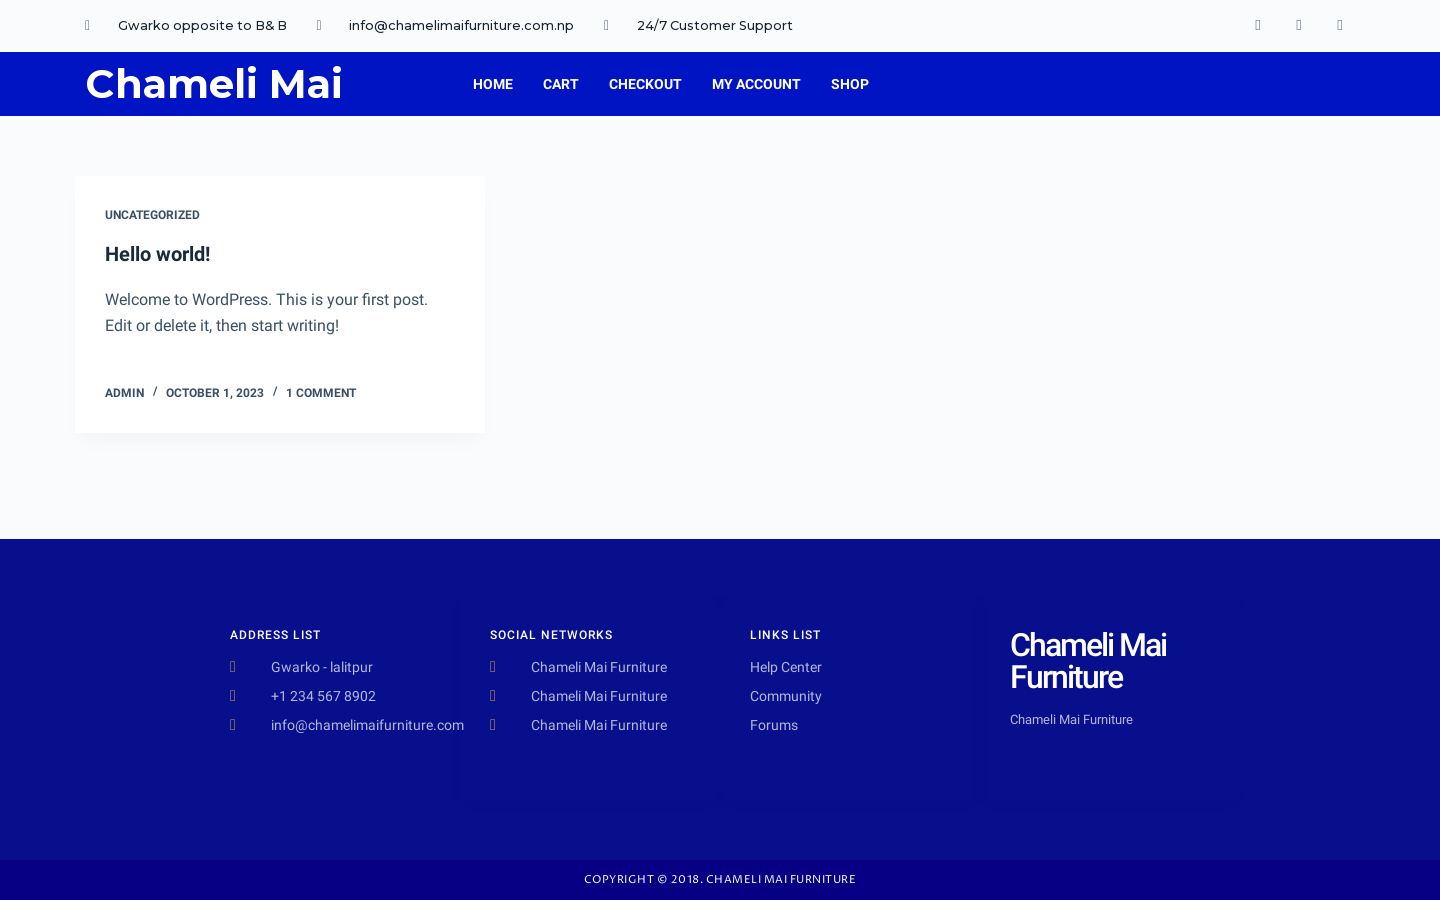 Gwarko opposite to B& B
info@chamelimaifurniture.com.np
24/7 Customer Support
Chameli Mai
HOME
CART
CHECKOUT
MY ACCOUNT
SHOP
UNCATEGORIZED
Hello world!
Welcome to WordPress. This is your first post.
Edit or delete it, then start writing!
ADMIN / OCTOBER 1, 2023 / 1 COMMENT
ADDRESS LIST
Gwarko - lalitpur
+1 234 567 8902
info@chamelimaifurniture.com
SOCIAL NETWORKS
Chameli Mai Furniture
Chameli Mai Furniture
Chameli Mai Furniture
LINKS LIST
Help Center
Community
Forums
Chameli Mai
Furniture
Chameli Mai Furniture
COPYRIGHT © 2018. CHAMELI MAI FURNITURE